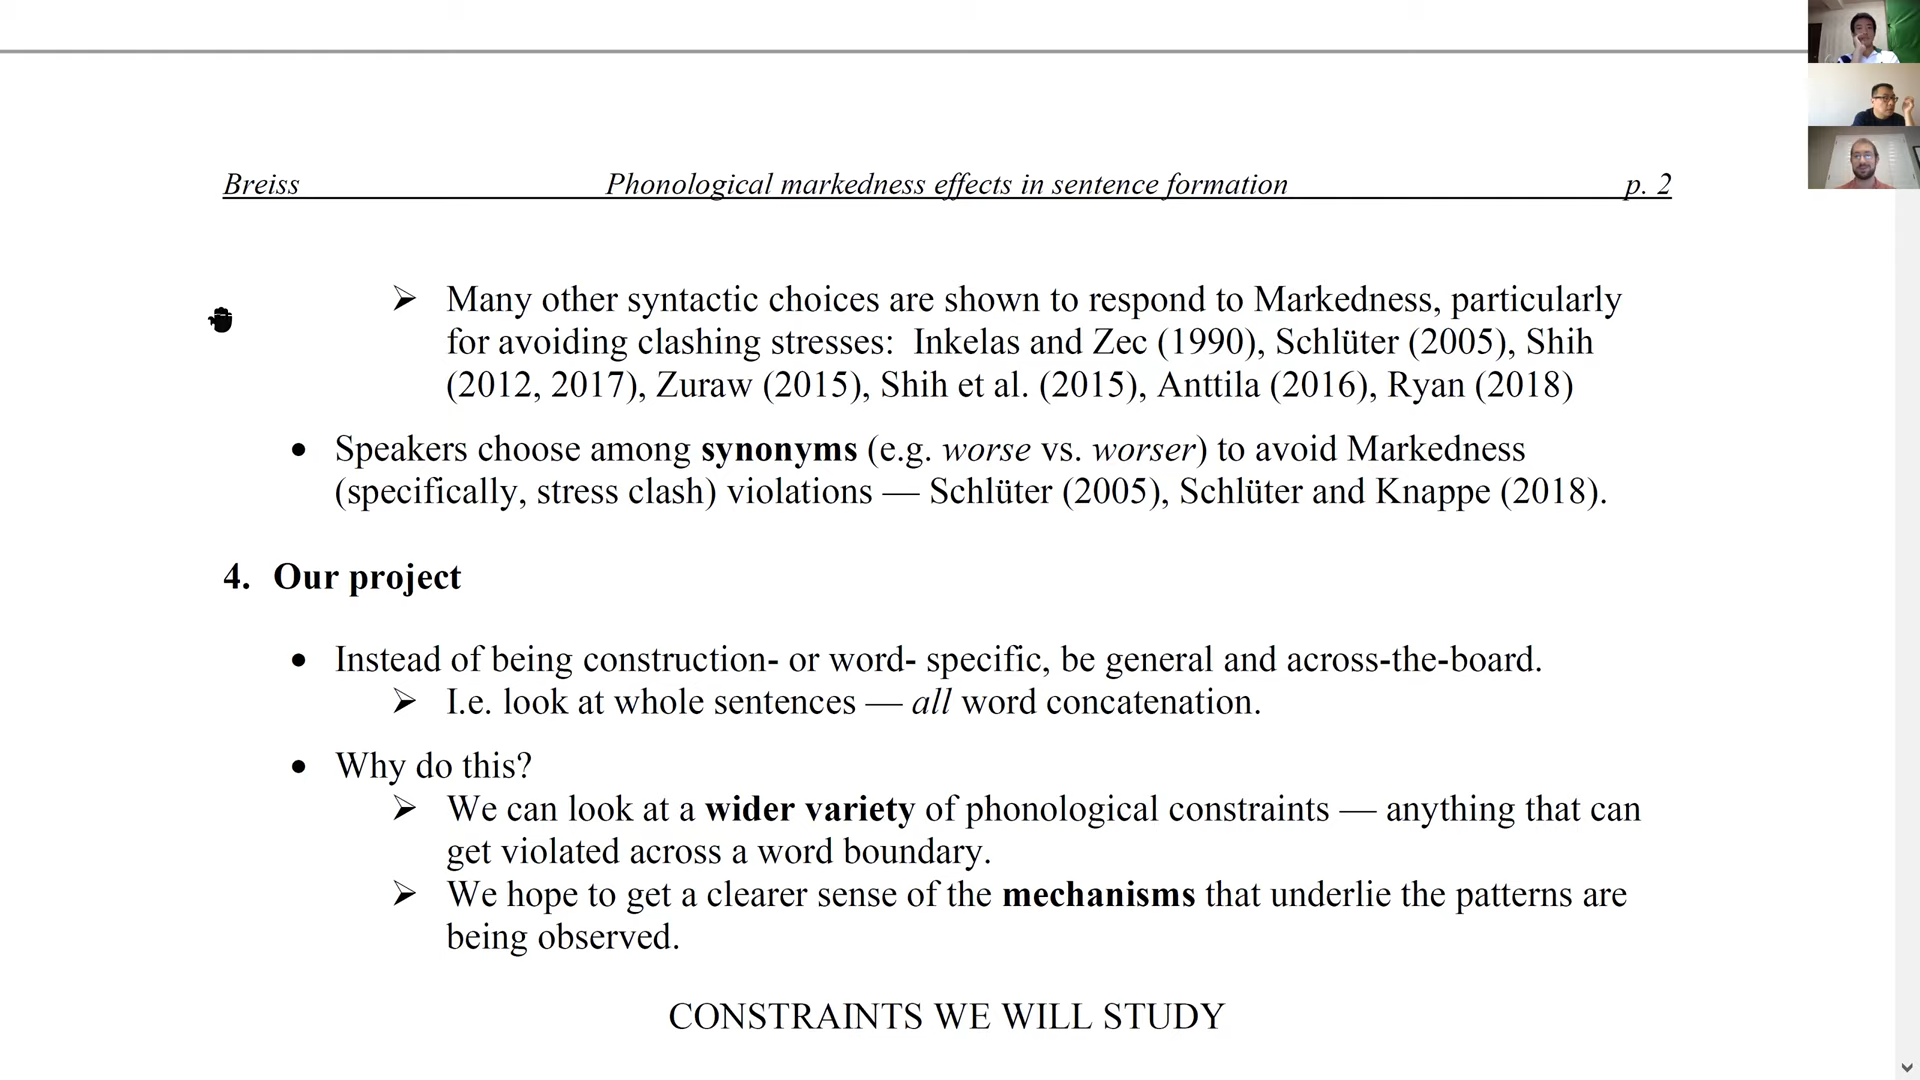 Breiss Phonological markedness effects in sentence formation p. 2
➢ Many other syntactic choices are shown to respond to Markedness, particularly
for avoiding clashing stresses: Inkelas and Zec (1990), Schlüter (2005), Shih
(2012, 2017), Zuraw (2015), Shih et al. (2015), Anttila (2016), Ryan (2018)
• Speakers choose among synonyms (e.g. worse vs. worser) to avoid Markedness
(specifically, stress clash) violations — Schlüter (2005), Schlüter and Knappe (2018).
4. Our project
• Instead of being construction- or word- specific, be general and across-the-board.
➢ I.e. look at whole sentences — all word concatenation.
• Why do this?
➢ We can look at a wider variety of phonological constraints — anything that can
get violated across a word boundary.
➢ We hope to get a clearer sense of the mechanisms that underlie the patterns are
being observed.
CONSTRAINTS WE WILL STUDY